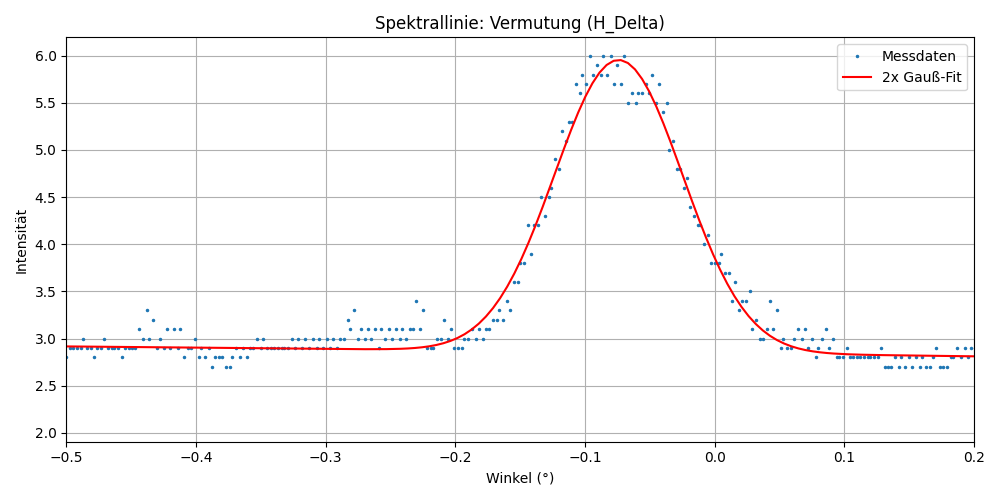 Spektrallinie: Vermutung (H_Delta)
Messdaten
2x Gauß-Fit
Intensität
6.0
5.5
5.0
4.5
4.0
3.5
3.0
2.5
2.0
−0.5 −0.4 −0.3 −0.2 −0.1 0.0 0.1 0.2
Winkel (°)